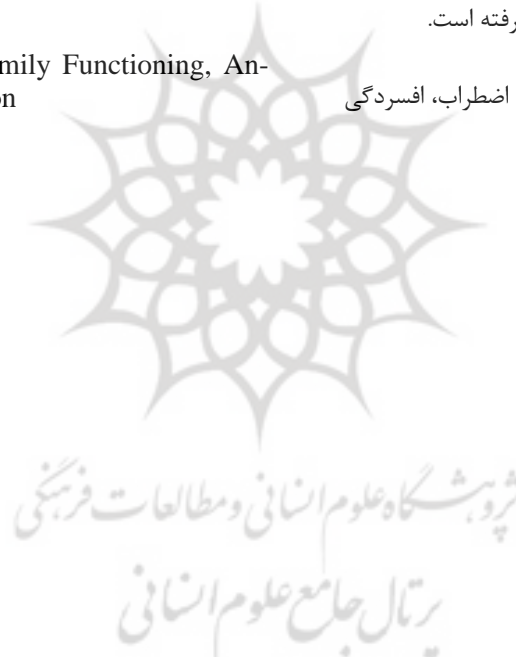 رفته است.
mily Functioning, An-
on
اضطراب، افسردگی
پژوهشگاه علوم انسانی و مطالعات فرهنگی
پرتال جامع علوم انسانی